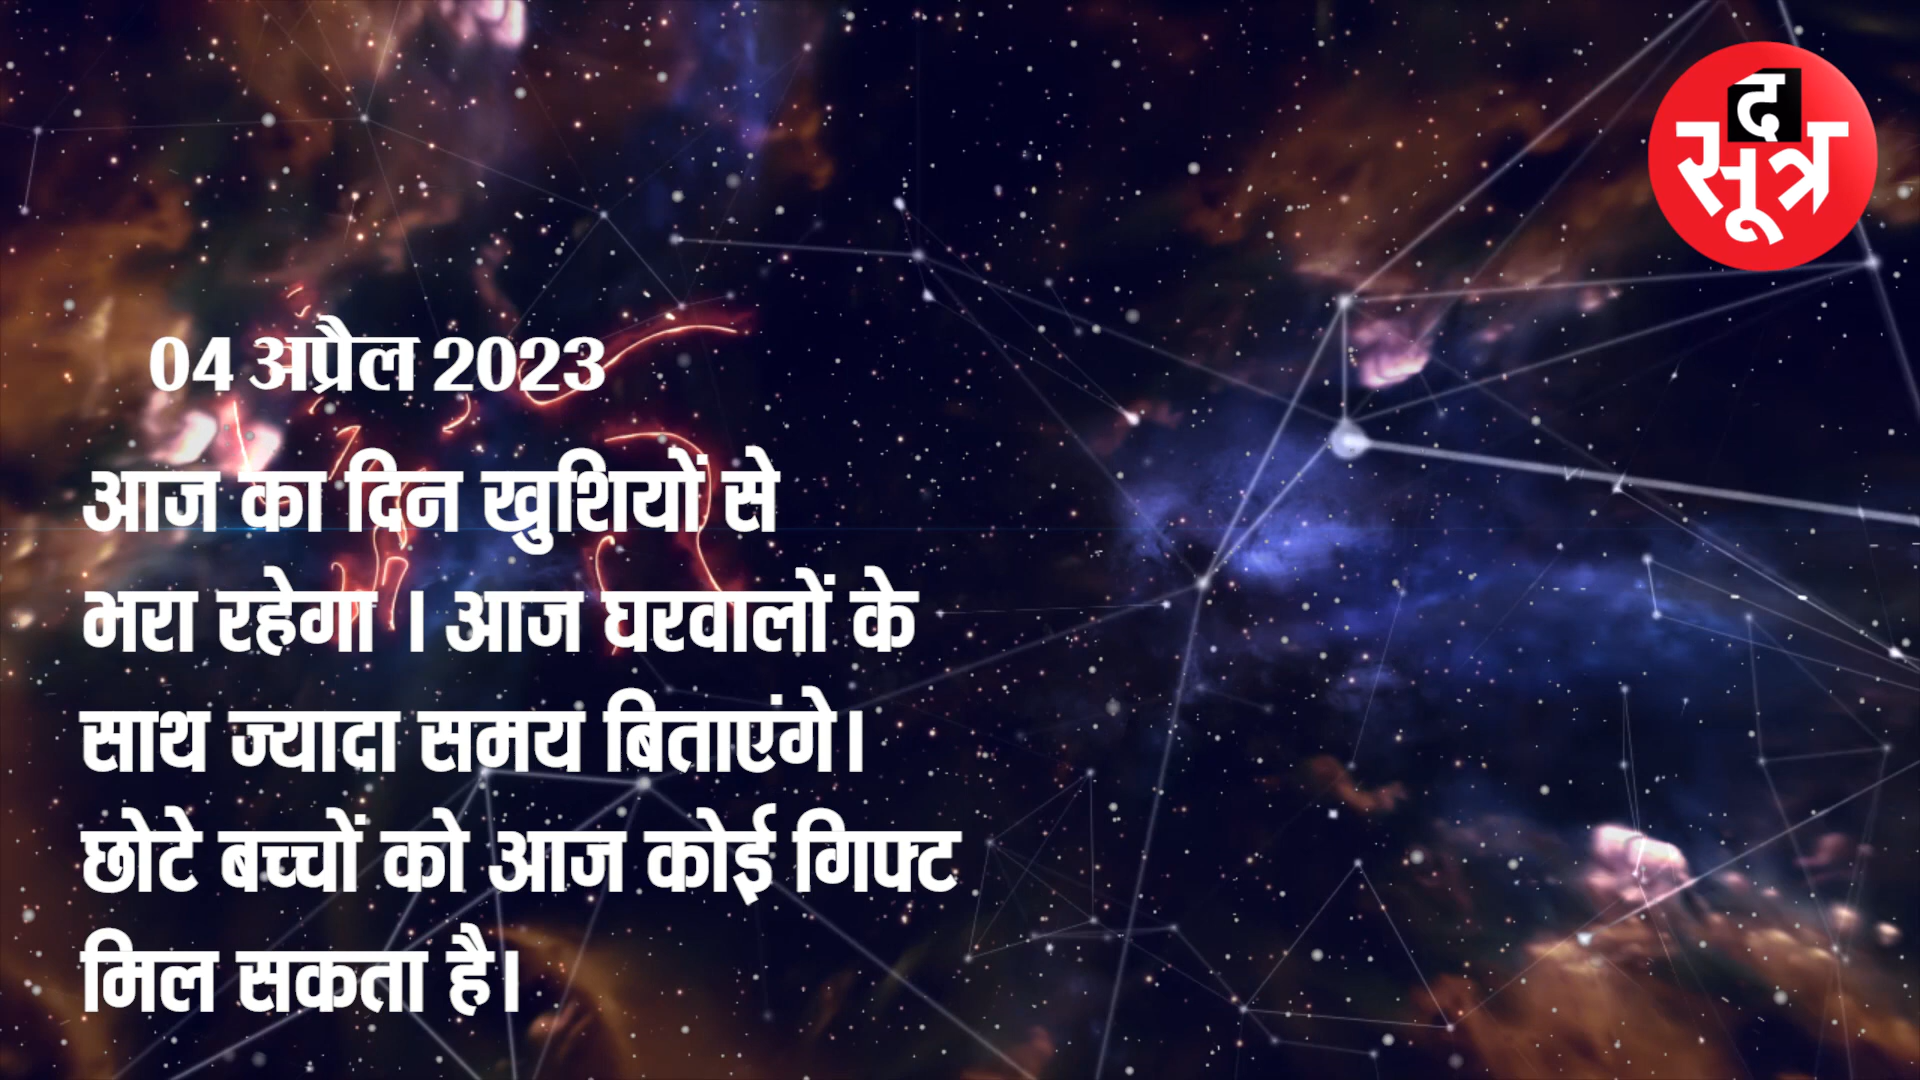 द
सूत्र
04 अप्रैल 2023
आज का दिन खुशियों से
भरा रहेगा । आज घरवालों के
साथ ज्यादा समय बिताएंगे।
छोटे बच्चों को आज कोई गिफ्ट
मिल सकता है।